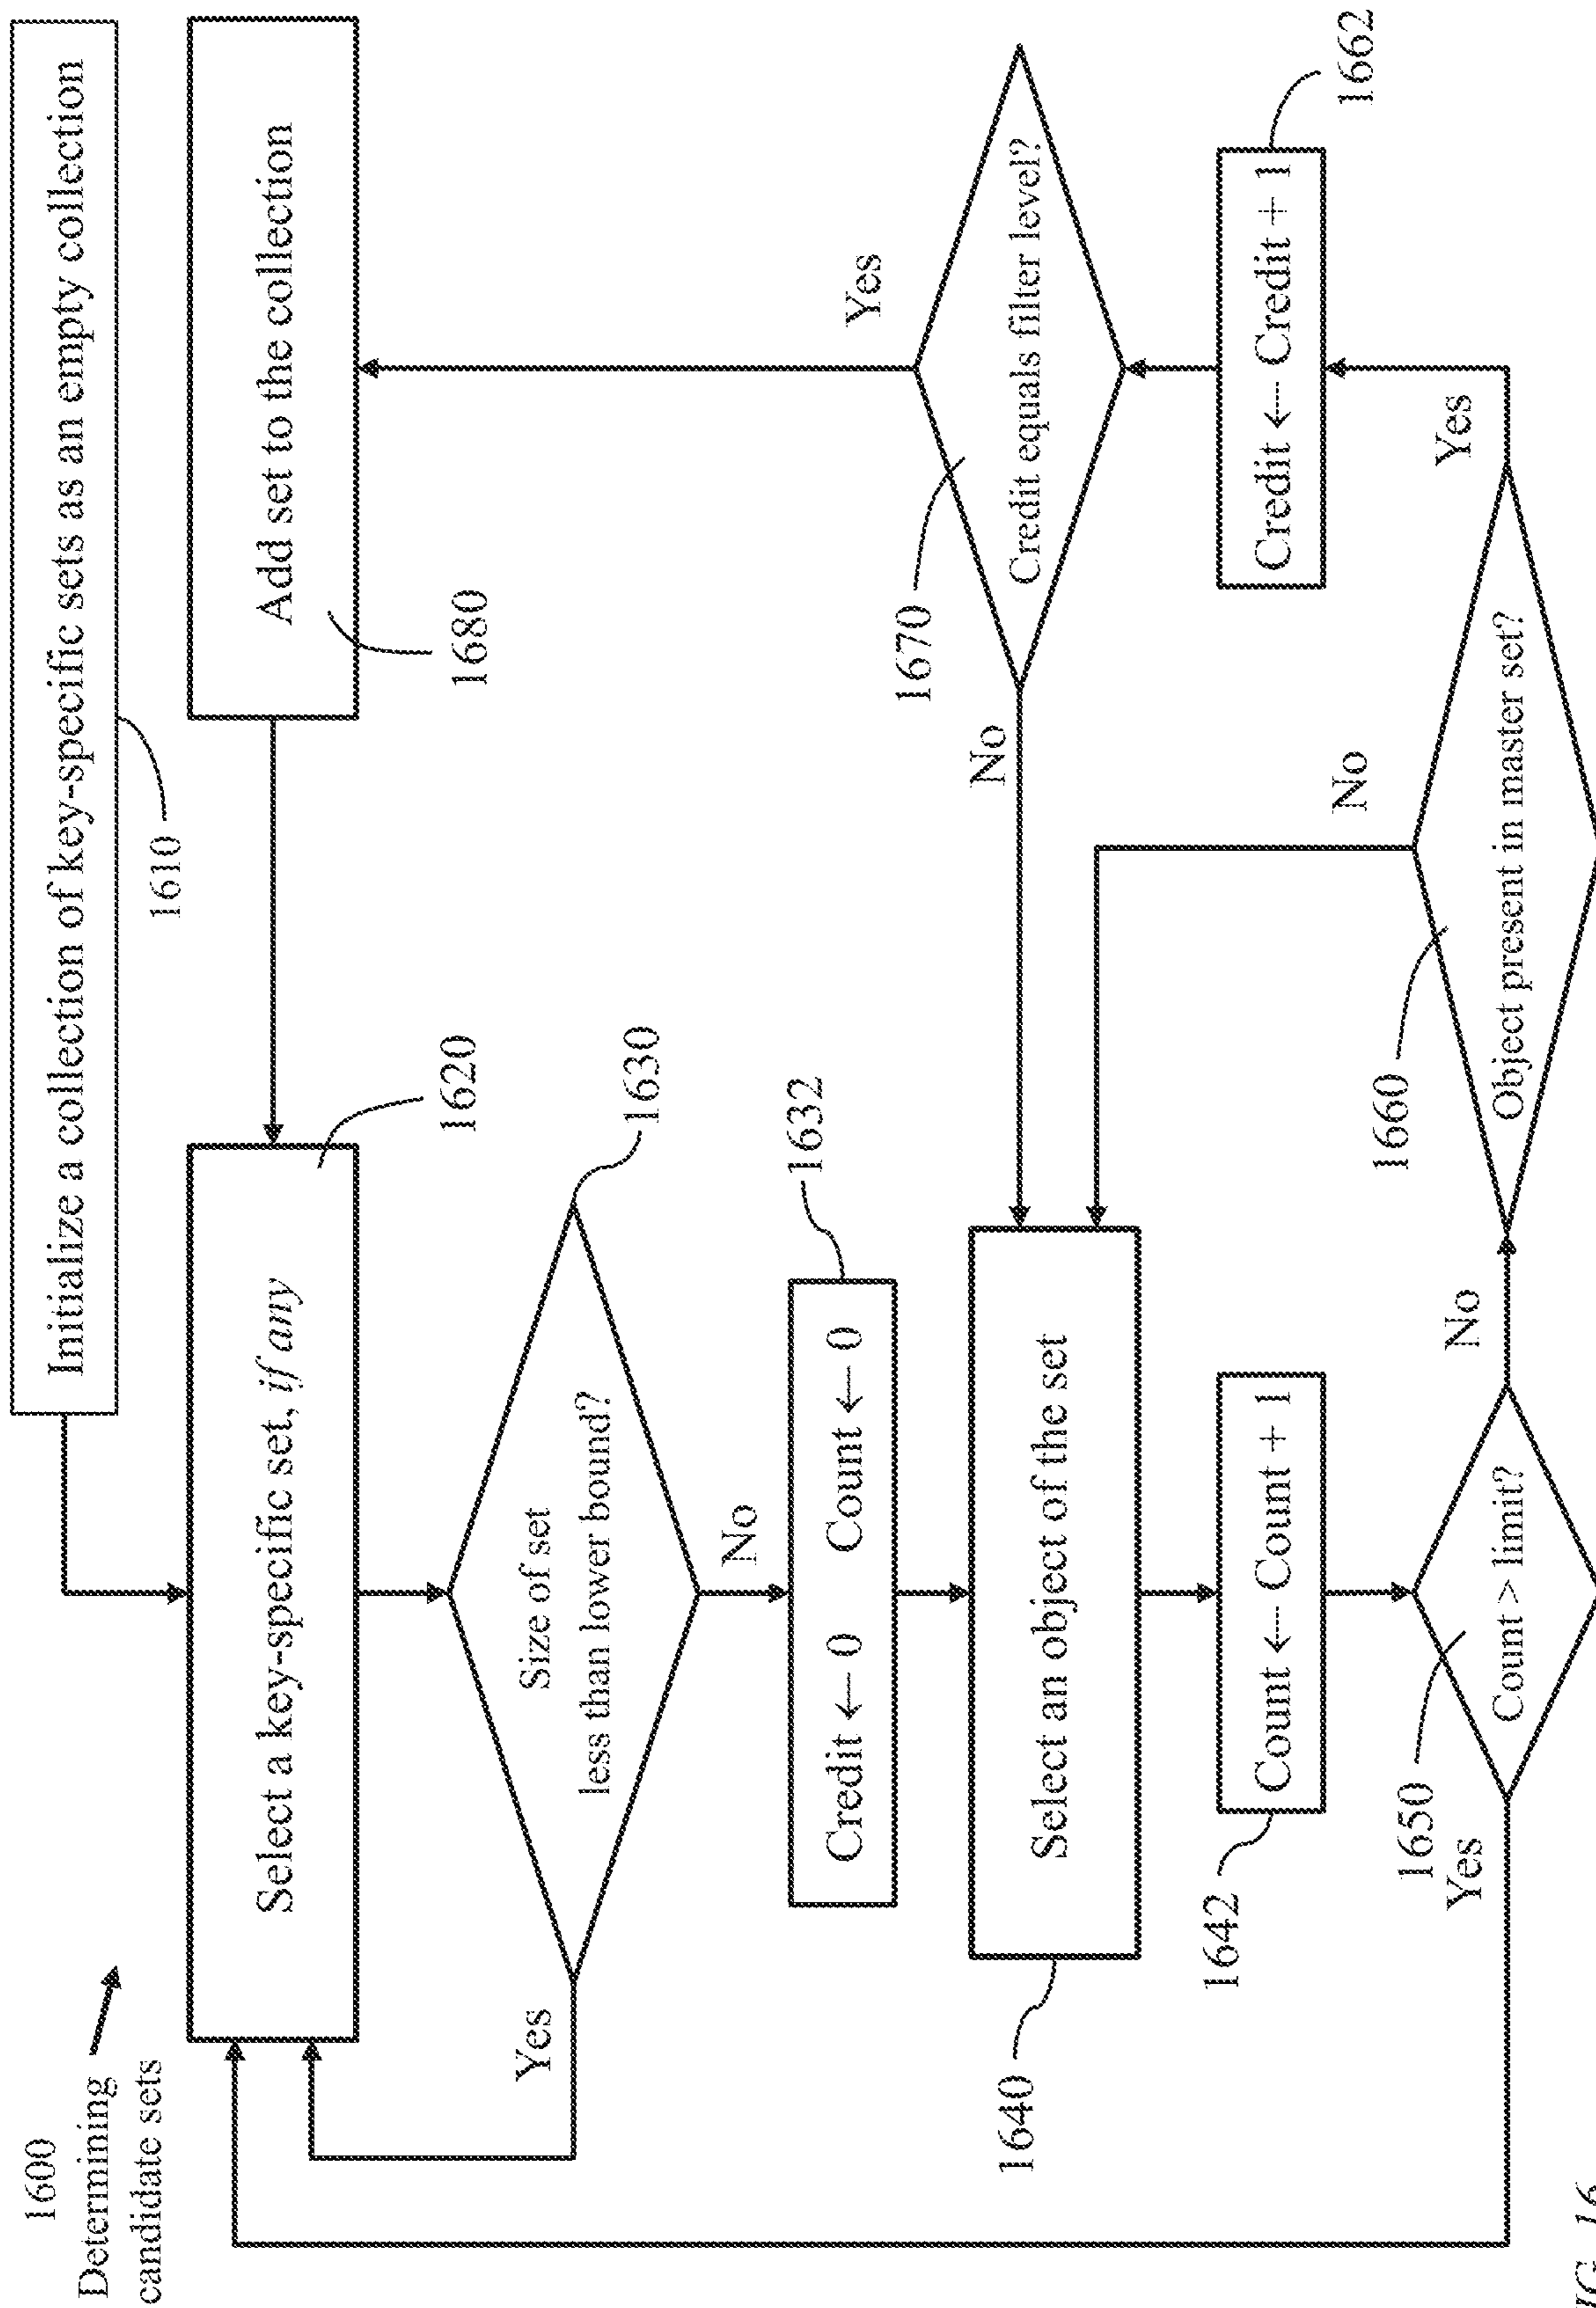 1600
Determining
candidate sets
Initialize a collection of key-specific sets as an empty collection
1610
Select a key-specific set, if any
1620
Add set to the collection
1680
Size of set
less than lower bound?
1630
Yes
No
Credit ← 0 Count ← 0
1632
Select an object of the set
1640
Count ← Count + 1
1642
Count > limit?
1650
Yes
No
Object present in master set?
1660
No
Yes
Credit ← Credit + 1
1662
Credit equals filter level?
1670
No
Yes
IG. 16